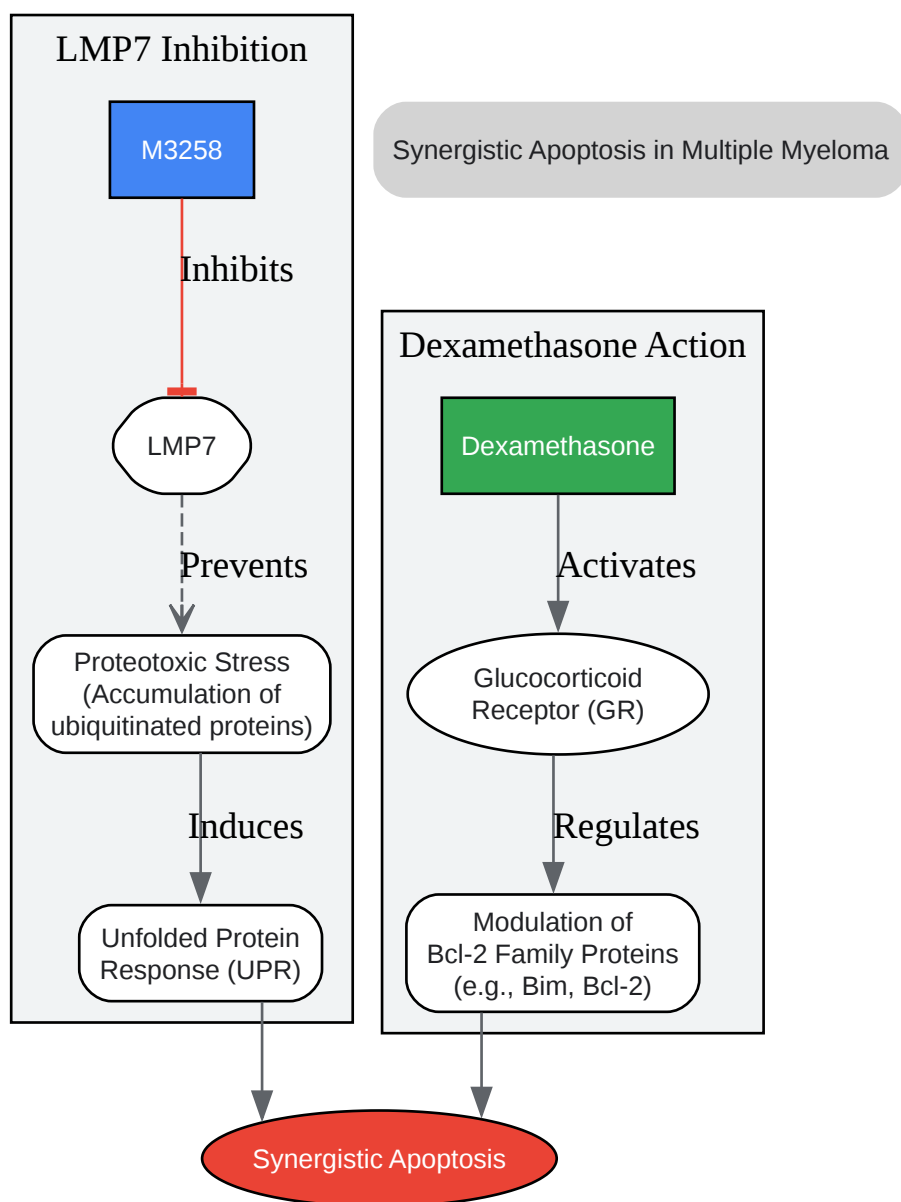 LMP7 Inhibition
M3258
Synergistic Apoptosis in Multiple Myeloma
Inhibits
LMP7
Prevents
Proteotoxic Stress
(Accumulation of
ubiquitinated proteins)
Induces
Unfolded Protein
Response (UPR)
Dexamethasone Action
Dexamethasone
Activates
Glucocorticoid
Receptor (GR)
Regulates
Modulation of
Bcl-2 Family Proteins
(e.g., Bim, Bcl-2)
Synergistic Apoptosis